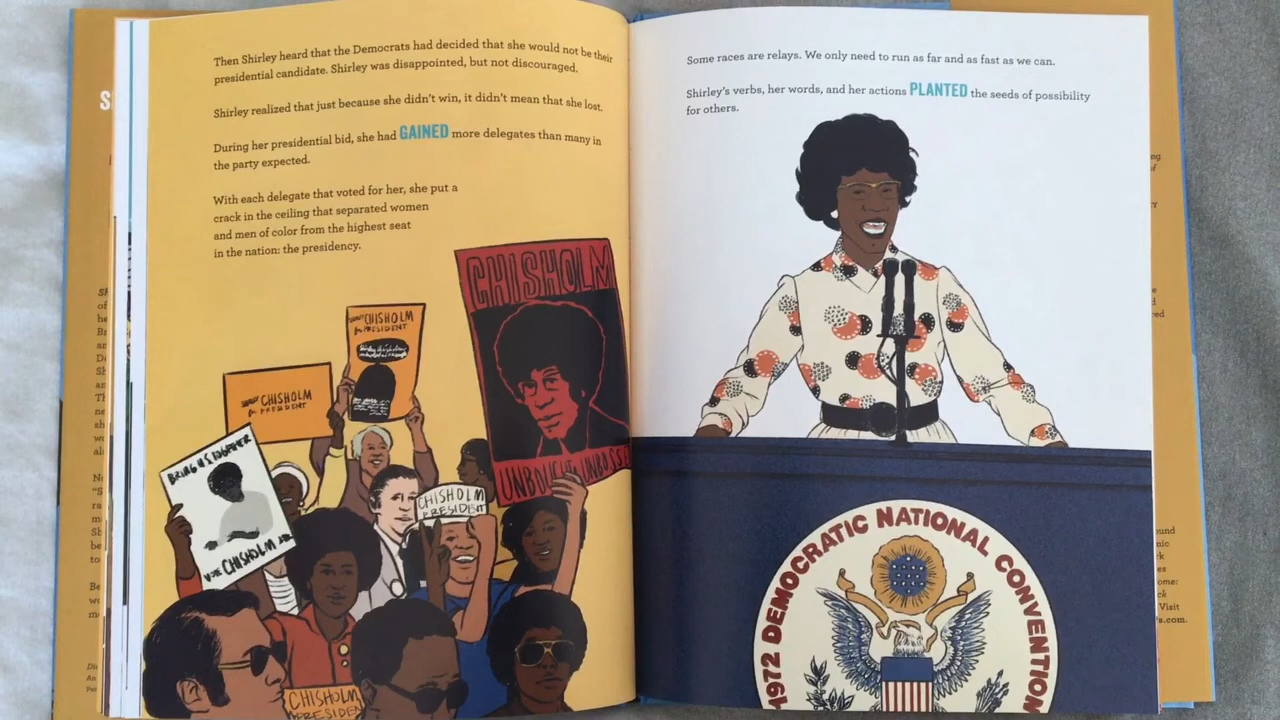 Then Shirley heard that the Democrats had decided that she would not be their
presidential candidate. Shirley was disappointed, but not discouraged.
Shirley realized that just because she didn't win, it didn't mean that she lost.
During her presidential bid, she had GAINED more delegates than many in
the party expected.
With each delegate that voted for her, she put a
crack in the ceiling that separated women
and men of color from the highest seat
in the nation: the presidency.
CHISHOLM
UNBOUGHT UNBOSSE
CHISHOLM
for PRESIDENT
CHISHOLM
for PRESIDENT
BRING US TOGETHER
VOTE CHISHOLM
CHISHOLM
PRESIDENT
CHISHOLM
PRESIDEN
Some races are relays. We only need to run as far and as fast as we can.
Shirley's verbs, her words, and her actions PLANTED the seeds of possibility
for others.
1972 DEMOCRATIC NATIONAL CONVENTION